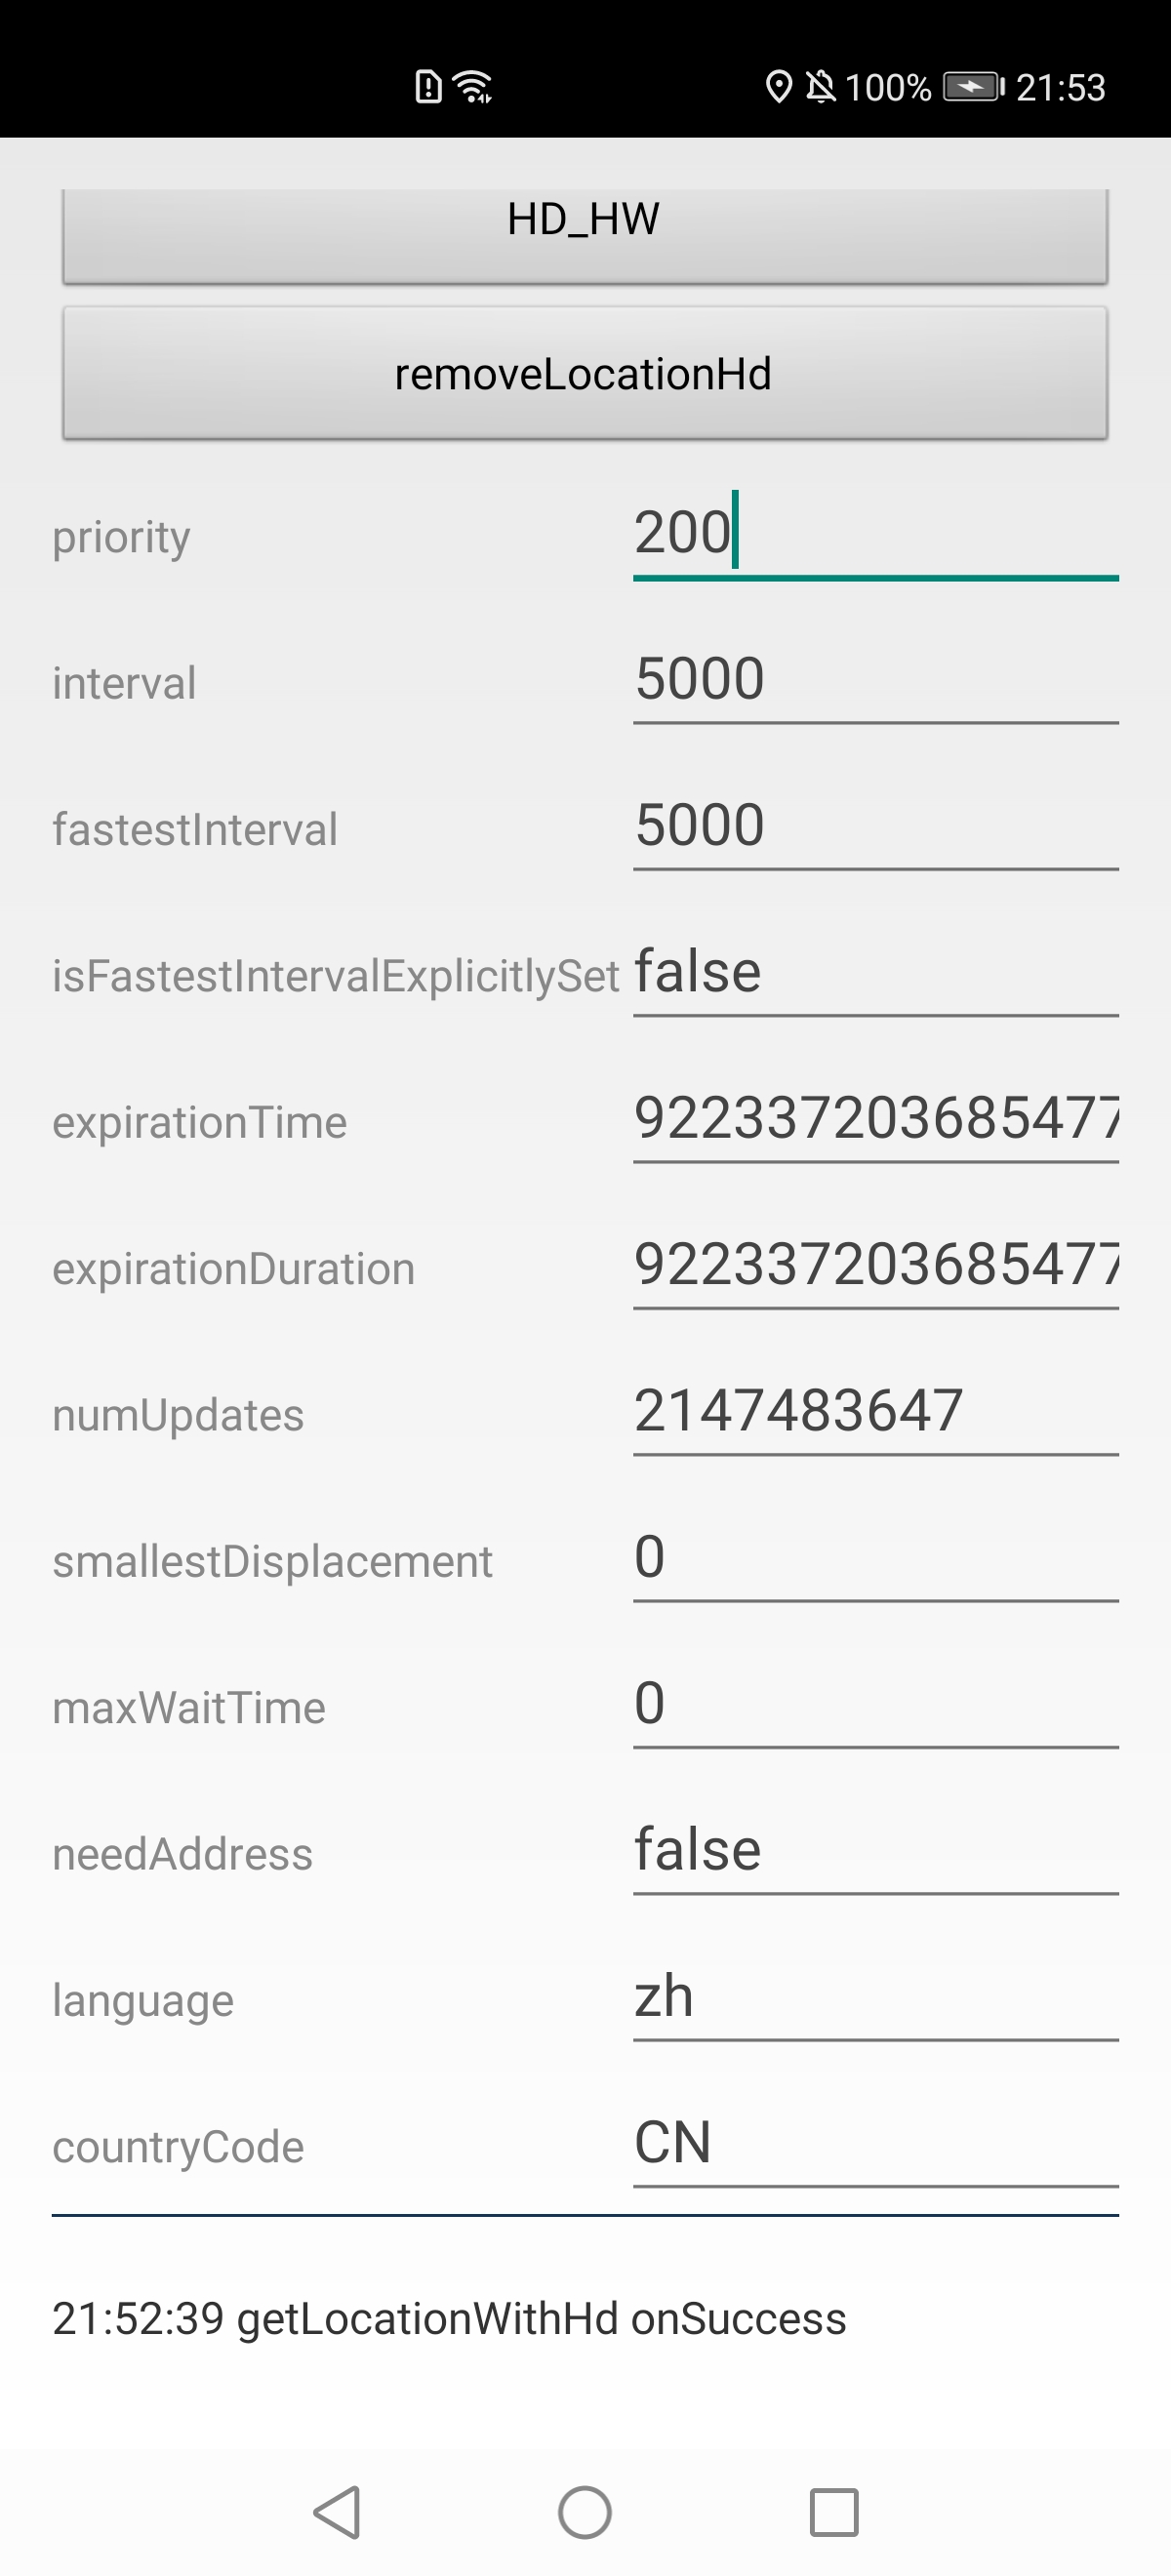 100% 21:53
HD_HW
removeLocationHd
priority 200
interval 5000
fastestInterval 5000
isFastestIntervalExplicitlySet false
expirationTime 922337203685477
expirationDuration 922337203685477
numUpdates 2147483647
smallestDisplacement 0
maxWaitTime 0
needAddress false
language zh
countryCode CN
21:52:39 getLocationWithHd onSuccess